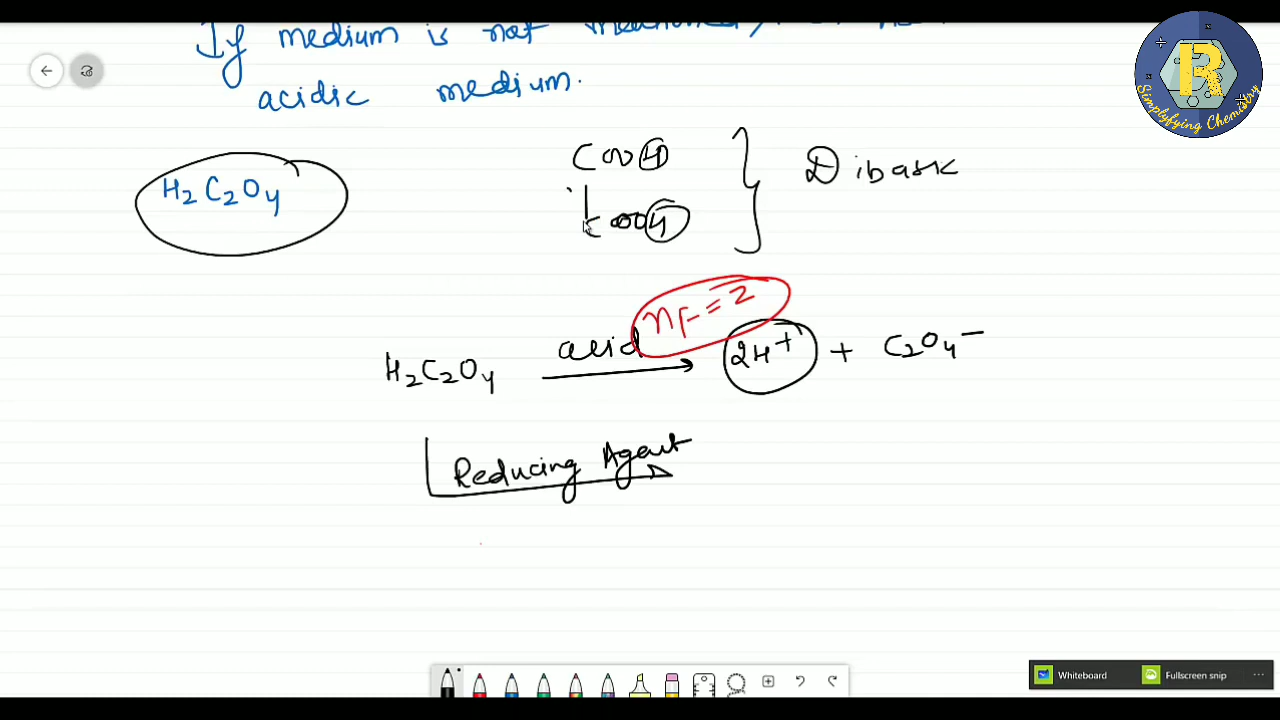 If medium is not
acidic medium.
H2C2O4
COOH
COOH
} Dibasic
nF = 2
H2C2O4 acid → 2H+ + C2O4−
Reducing Agent
R
Simplyfying Chemistry
Whiteboard
Fullscreen snip